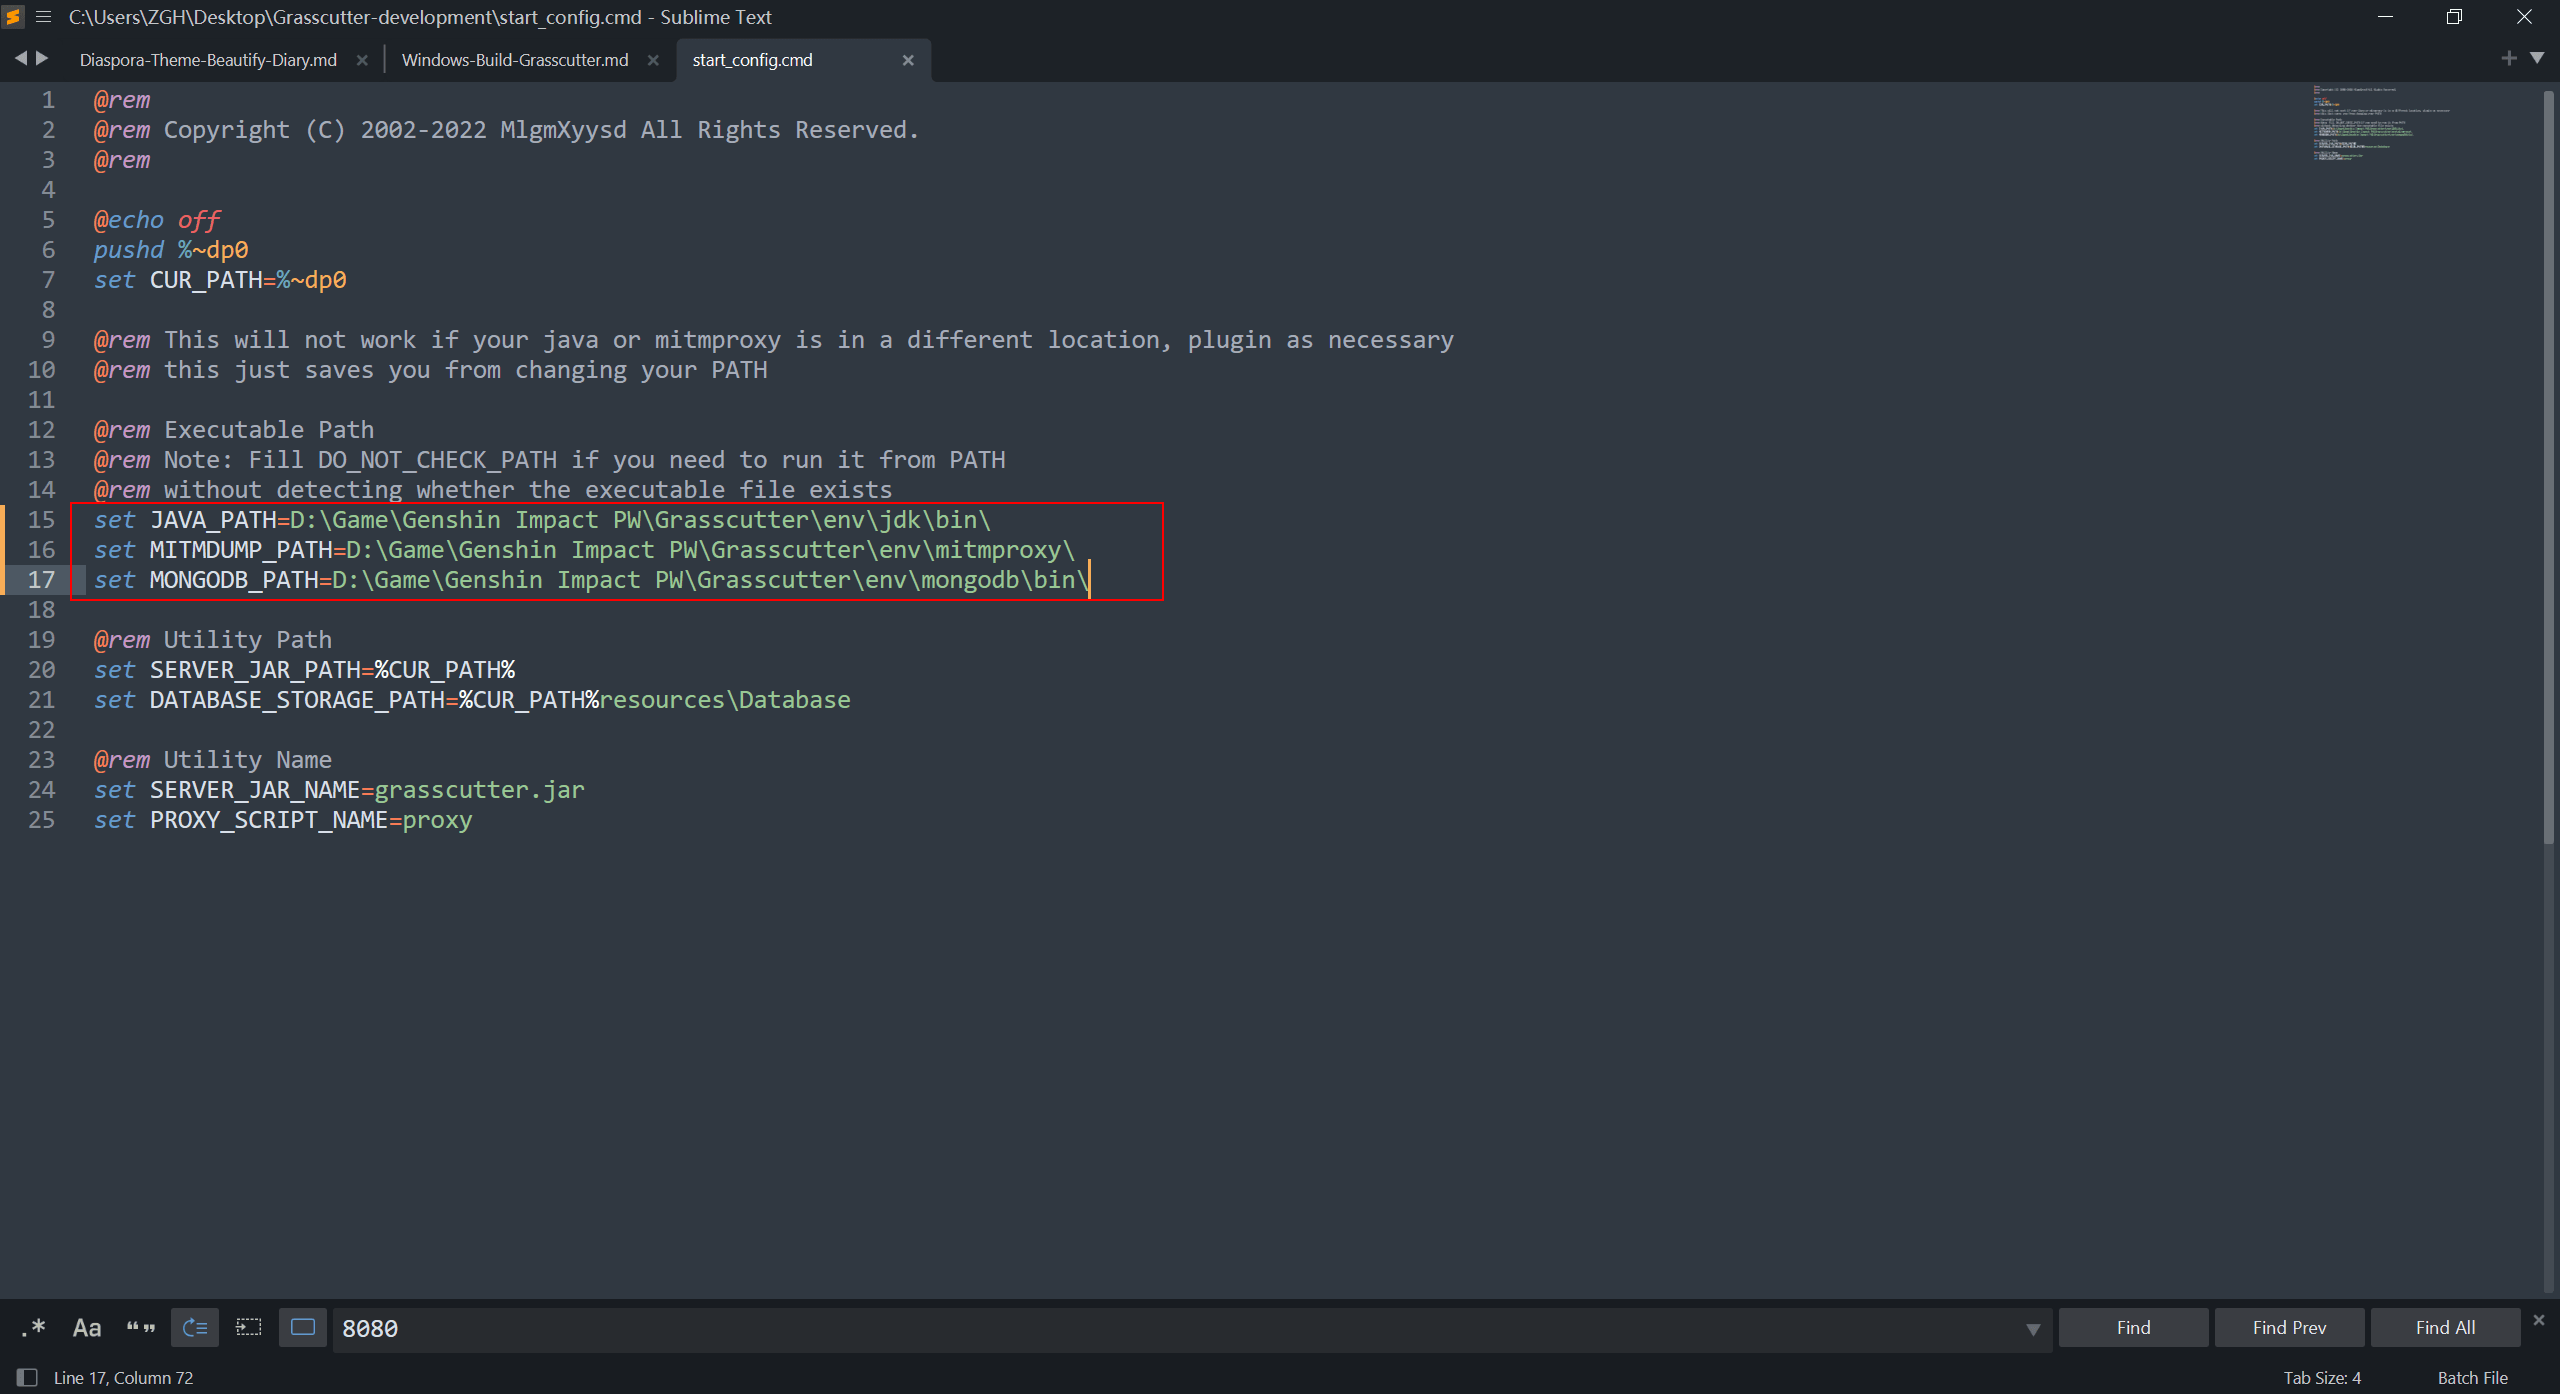 C:\Users\ZGH\Desktop\Grasscutter-development\start_config.cmd - Sublime Text
Diaspora-Theme-Beautify-Diary.md
Windows-Build-Grasscutter.md
start_config.cmd
1 @rem
2 @rem Copyright (C) 2002-2022 MlgmXyysd All Rights Reserved.
3 @rem
4
5 @echo off
6 pushd %~dp0
7 set CUR_PATH=%~dp0
8
9 @rem This will not work if your java or mitmproxy is in a different location, plugin as necessary
10 @rem this just saves you from changing your PATH
11
12 @rem Executable Path
13 @rem Note: Fill DO_NOT_CHECK_PATH if you need to run it from PATH
14 @rem without detecting whether the executable file exists
15 set JAVA_PATH=D:\Game\Genshin Impact PW\Grasscutter\env\jdk\bin\
16 set MITMDUMP_PATH=D:\Game\Genshin Impact PW\Grasscutter\env\mitmproxy\
17 set MONGODB_PATH=D:\Game\Genshin Impact PW\Grasscutter\env\mongodb\bin\
18
19 @rem Utility Path
20 set SERVER_JAR_PATH=%CUR_PATH%
21 set DATABASE_STORAGE_PATH=%CUR_PATH%resources\Database
22
23 @rem Utility Name
24 set SERVER_JAR_NAME=grasscutter.jar
25 set PROXY_SCRIPT_NAME=proxy
.* Aa “” 8080 Find Find Prev Find All
Line 17, Column 72 Tab Size: 4 Batch File